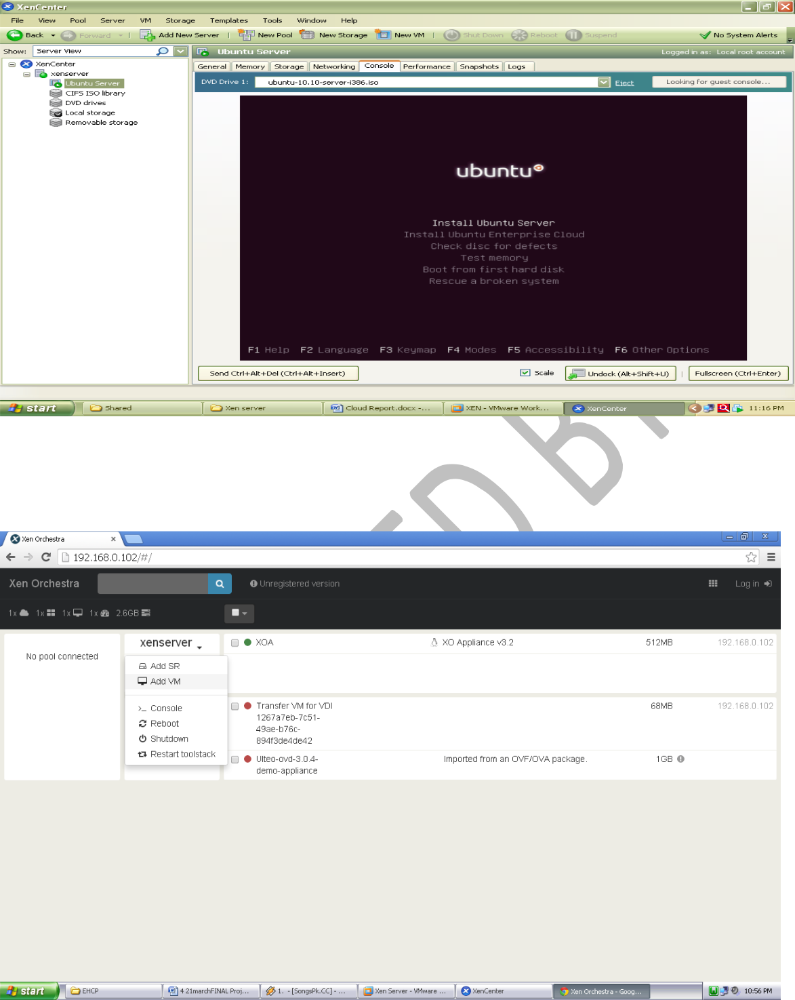 XenCenter
File View Pool Server VM Storage Templates Tools Window Help
Back Forward Add New Server New Pool New Storage New VM Shut Down Reboot Suspend No System Alerts
Show: Server View
Ubuntu Server Logged in as: Local root account
XenCenter
xenserver
Ubuntu Server
CIFS ISO library
DVD drives
Local storage
Removable storage
General Memory Storage Networking Console Performance Snapshots Logs
DVD Drive 1: ubuntu-10.10-server-i386.iso Eject Looking for guest console...
ubuntu
Install Ubuntu Server
Install Ubuntu Enterprise Cloud
Check disc for defects
Test memory
Boot from first hard disk
Rescue a broken system
F1 Help F2 Language F3 Keymap F4 Modes F5 Accessibility F6 Other Options
Send Ctrl+Alt+Del (Ctrl+Alt+Insert) Scale Undock (Alt+Shift+U) Fullscreen (Ctrl+Enter)
start Shared Xen server Cloud Report.docx -... XEN - VMware Work... XenCenter 11:16 PM
ED BY
Xen Orchestra
192.168.0.102/#/
Xen Orchestra Unregistered version Log in
1x 1x 1x 1x 2.6GB
No pool connected
xenserver
Add SR
Add VM
Console
Reboot
Shutdown
Restart toolstack
XOA XO Appliance v3.2 512MB 192.168.0.102
Transfer VM for VDI 68MB 192.168.0.102
1267a7eb-7c51-
49ae-b76c-
894f3de4de42
Ulteo-ovd-3.0.4- Imported from an OVF/OVA package. 1GB
demo-appliance
start EHCP 4 21marchFINAL Proj... 1. - [SongsPk.CC] - ... Xen Server - VMware ... XenCenter Xen Orchestra - Goog... 10:56 PM